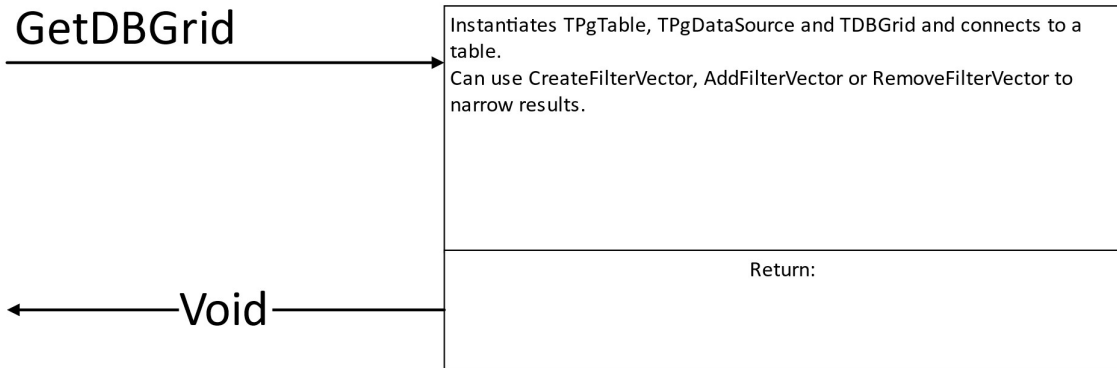 GetDBGrid
Instantiates TPgTable, TPgDataSource and TDBGrid and connects to a
table.
Can use CreateFilterVector, AddFilterVector or RemoveFilterVector to
narrow results.
Return:
Void